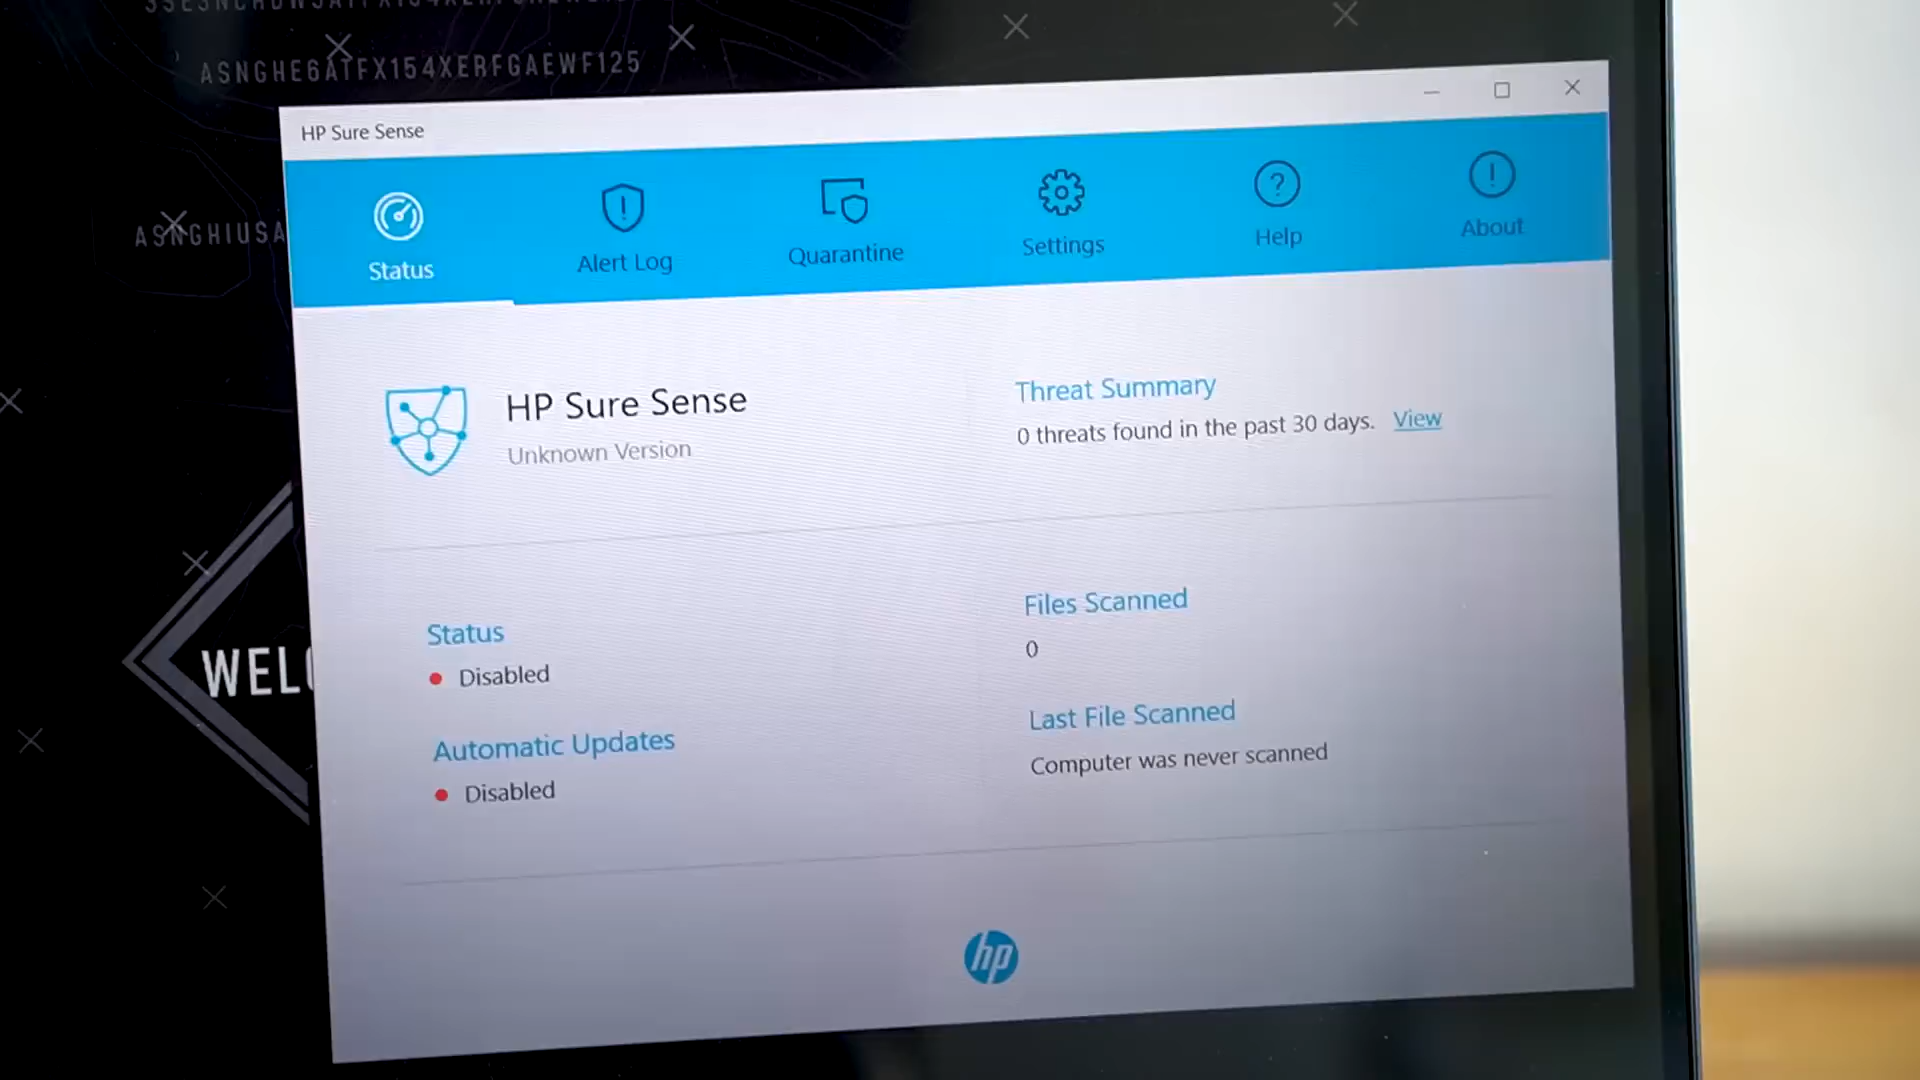 ASNGHE6ATFX154XERFGAEWF125
HP Sure Sense
ASNGHIUSA
Status
Alert Log
Quarantine
Settings
Help
About
HP Sure Sense
Unknown Version
Threat Summary
0 threats found in the past 30 days. View
WEL
Status
Disabled
Automatic Updates
Disabled
Files Scanned
0
Last File Scanned
Computer was never scanned
hp